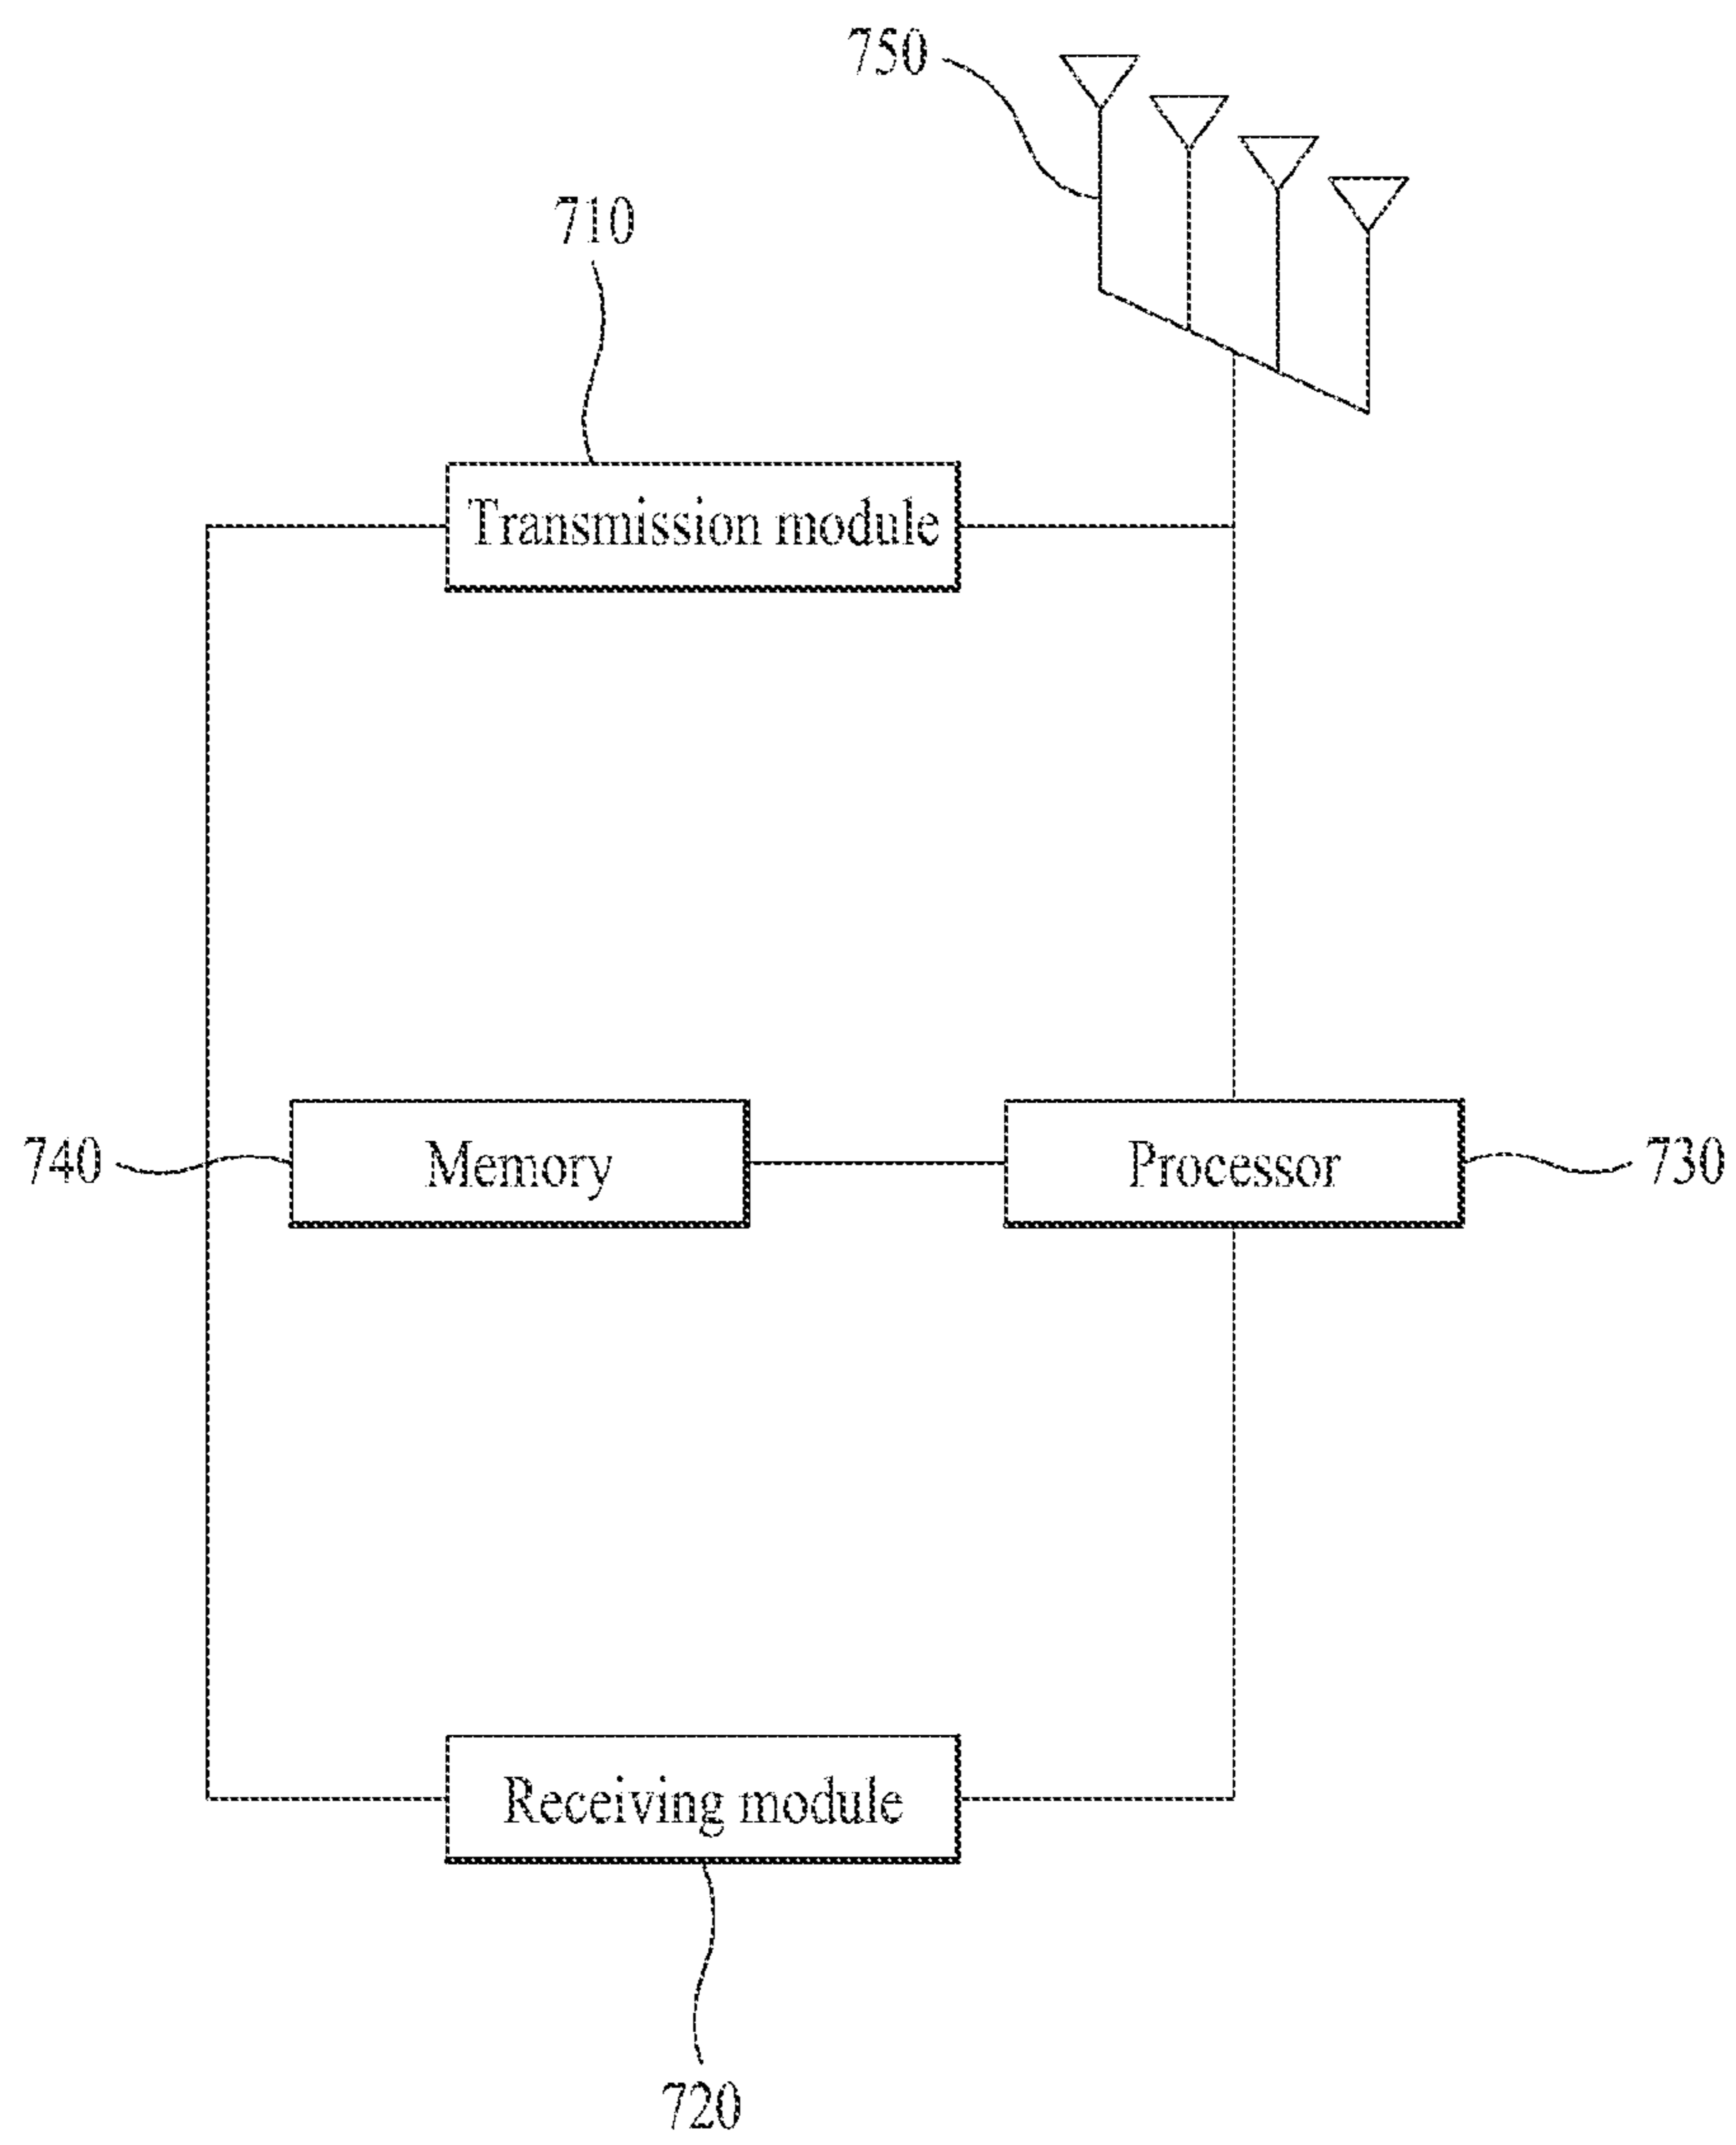 750
710
Transmission module
740
Memory
Processor
730
Receiving module
720